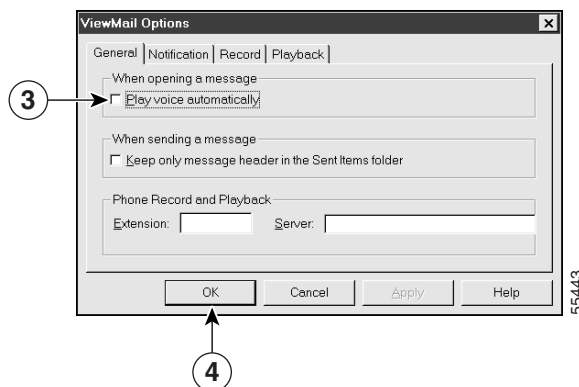 ViewMail Options
General Notification Record Playback
When opening a message
3
Play voice automatically
When sending a message
Keep only message header in the Sent Items folder
Phone Record and Playback
Extension: Server:
OK Cancel Apply Help
55443
4